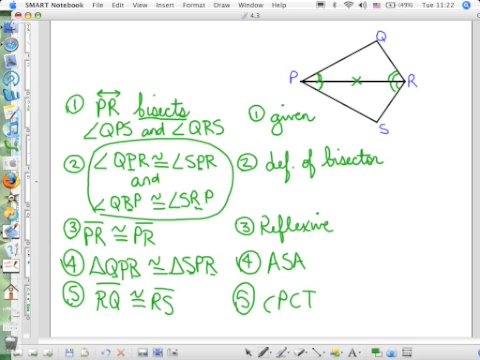 SMART Notebook File Edit View Insert Format Draw Window Help (49%) Tue 11:22
4.3
Q
P R
S
① PR bisects ① given
∠QPS and ∠QRS
② ∠QPR ≅ ∠SPR ② def. of bisector
and
∠QRP ≅ ∠SRP
③ PR ≅ PR ③ Reflexive
④ △QPR ≅ △SPR ④ ASA
⑤ RQ ≅ RS ⑤ CPCT